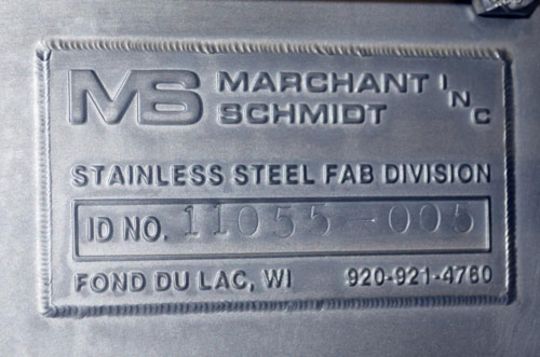 MS MARCHANT INC
SCHMIDT
STAINLESS STEEL FAB DIVISION
ID NO. 11055-005
FOND DU LAC, WI 920-921-4760